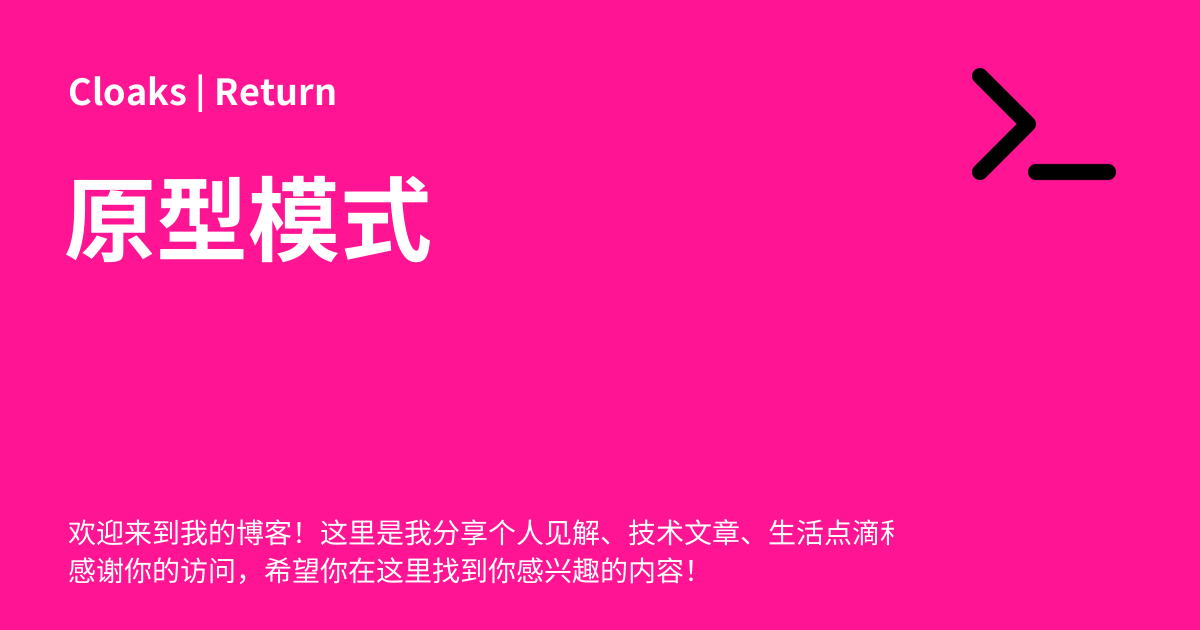 Cloaks | Return
原型模式
欢迎来到我的博客！这里是我分享个人见解、技术文章、生活点滴
感谢你的访问，希望你在这里找到你感兴趣的内容！